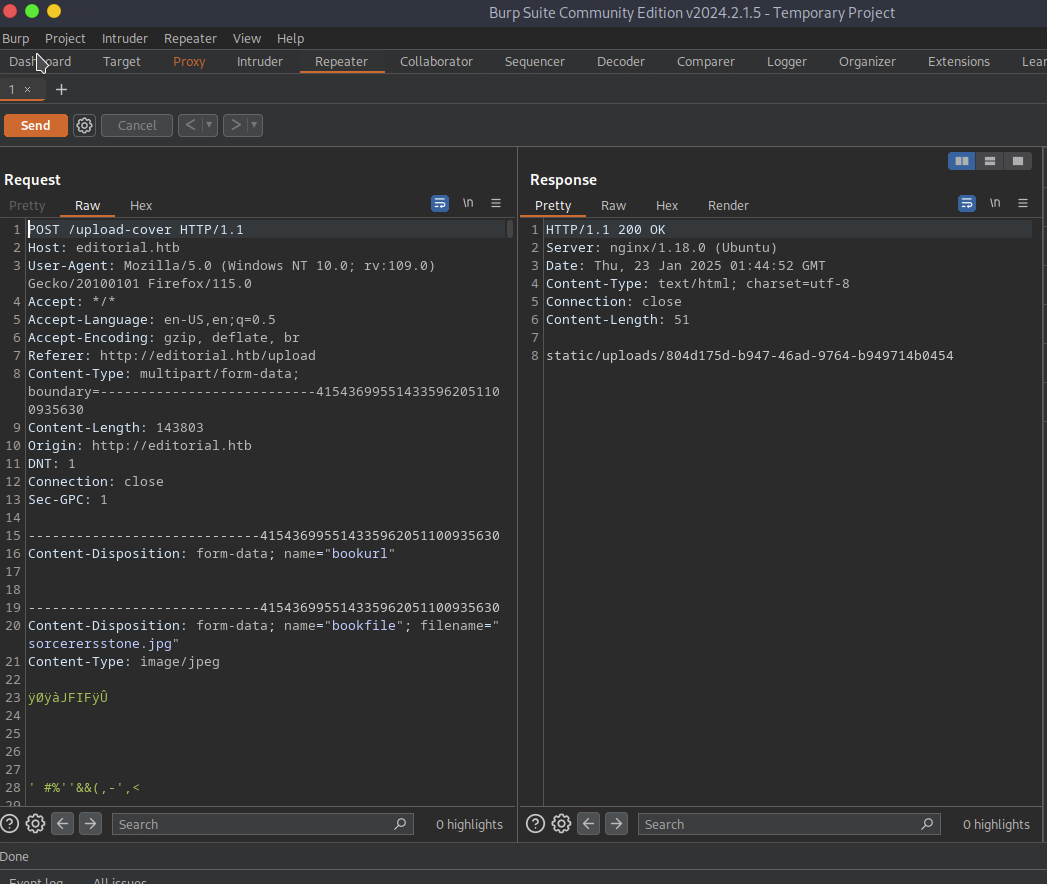 Burp Suite Community Edition v2024.2.1.5 - Temporary Project
Burp Project Intruder Repeater View Help
Dashboard Target Proxy Intruder Repeater Collaborator Sequencer Decoder Comparer Logger Organizer Extensions Lear
1 × +
Send Cancel < >
Request
Pretty Raw Hex \n
1 POST /upload-cover HTTP/1.1
2 Host: editorial.htb
3 User-Agent: Mozilla/5.0 (Windows NT 10.0; rv:109.0)
Gecko/20100101 Firefox/115.0
4 Accept: */*
5 Accept-Language: en-US,en;q=0.5
6 Accept-Encoding: gzip, deflate, br
7 Referer: http://editorial.htb/upload
8 Content-Type: multipart/form-data;
boundary=---------------------------41543699551433596205110
0935630
9 Content-Length: 143803
10 Origin: http://editorial.htb
11 DNT: 1
12 Connection: close
13 Sec-GPC: 1
14
15 -----------------------------415436995514335962051100935630
16 Content-Disposition: form-data; name="bookurl"
17
18
19 -----------------------------415436995514335962051100935630
20 Content-Disposition: form-data; name="bookfile"; filename="
sorcerersstone.jpg"
21 Content-Type: image/jpeg
22
23 ÿØÿàJFIFÿÛ
24
25
26
27
28 ' #%''&&(,-',<
29
Search 0 highlights
Response
Pretty Raw Hex Render \n
1 HTTP/1.1 200 OK
2 Server: nginx/1.18.0 (Ubuntu)
3 Date: Thu, 23 Jan 2025 01:44:52 GMT
4 Content-Type: text/html; charset=utf-8
5 Connection: close
6 Content-Length: 51
7
8 static/uploads/804d175d-b947-46ad-9764-b949714b0454
Search 0 highlights
Done
Event log All issues